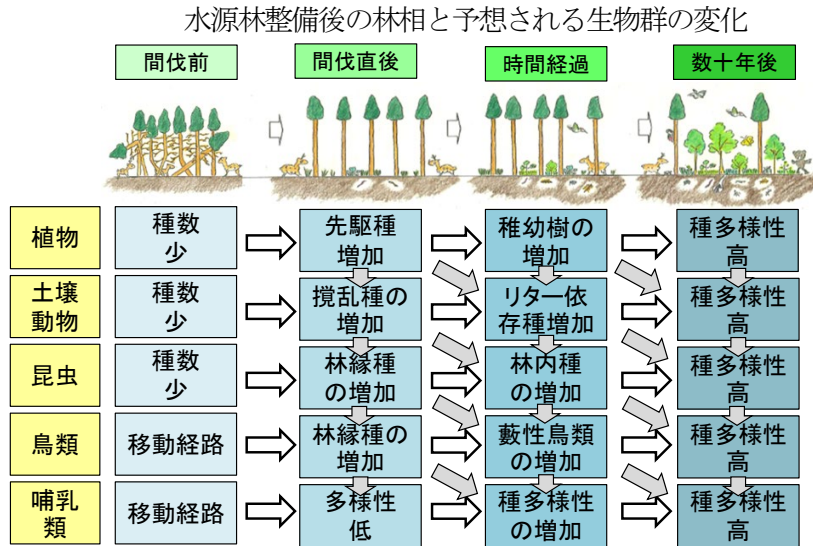 水源林整備後の林相と予想される生物群の変化
間伐前
間伐直後
時間経過
数十年後
植物
種数
少
先駆種
増加
稚幼樹の
増加
種多様性
高
土壌
動物
種数
少
撹乱種の
増加
リター依
存種増加
種多様性
高
昆虫
種数
少
林縁種
の増加
林内種
の増加
種多様性
高
鳥類
移動経路
林縁種の
増加
藪性鳥類
の増加
種多様性
高
哺乳
類
移動経路
多様性
低
種多様性
の増加
種多様性
高